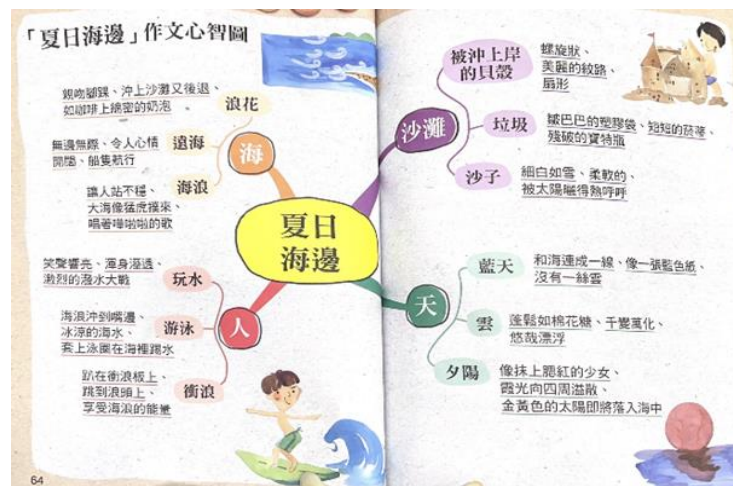 「夏日海邊」作文心智圖
夏日
海邊
海
浪花
親吻腳踝、沖上沙灘又後退、
如咖啡上綿密的奶泡
遠海
無邊無際、令人心情
開闊、船隻航行
海浪
讓人站不穩、
大海像猛虎撲來、
唱著嘩啦啦的歌
人
玩水
笑聲響亮、渾身溼透、
激烈的潑水大戰
游泳
海浪沖到嘴邊、
冰涼的海水、
套上泳圈在海裡踢水
衝浪
趴在衝浪板上、
跳到浪頭上、
享受海浪的能量
64
沙灘
被沖上岸
的貝殼
螺旋狀、
美麗的紋路、
扇形
垃圾
皺巴巴的塑膠袋、短短的菸蒂、
殘破的寶特瓶
沙子
細白如雪、柔軟的、
被太陽曬得熱呼呼
天
藍天
和海連成一線、像一張藍色紙、
沒有一絲雲
雲
蓬鬆如棉花糖、千變萬化、
悠哉漂浮
夕陽
像抹上腮紅的少女、
霞光向四周溢散、
金黃色的太陽即將落入海中